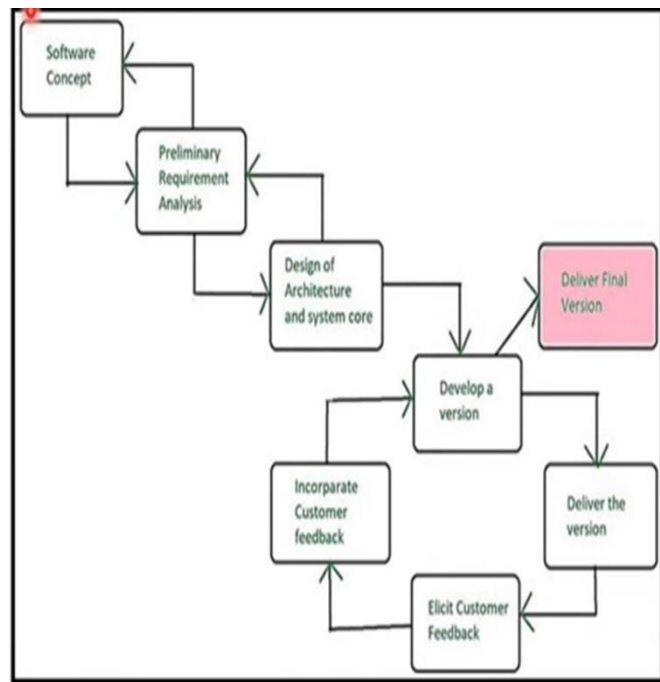 Software
Concept
Preliminary
Requirement
Analysis
Design of
Architecture
and system core
Deliver Final
Version
Develop a
version
Incorparate
Customer
feedback
Deliver the
version
Elicit Customer
Feedback